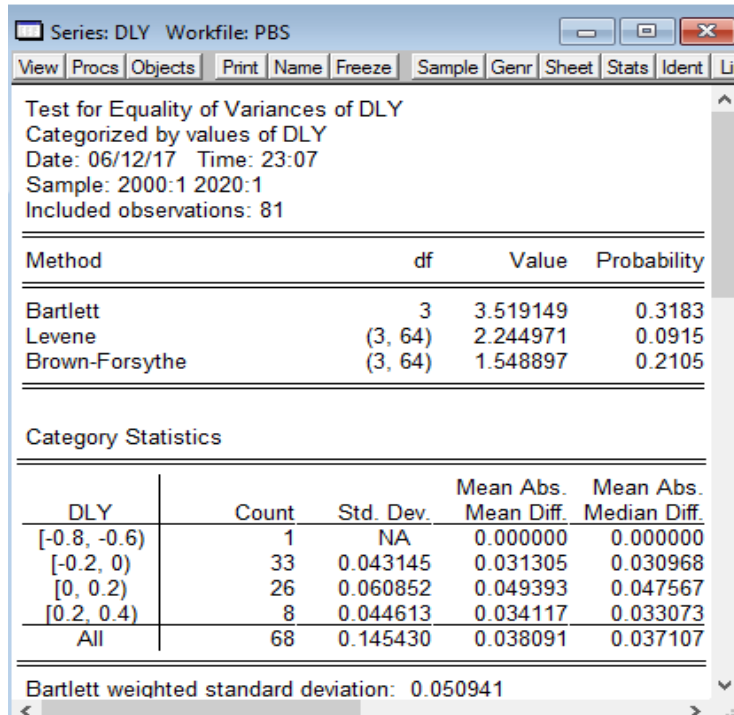 Series: DLY Workfile: PBS
View Procs Objects Print Name Freeze Sample Genr Sheet Stats Ident Li
Test for Equality of Variances of DLY
Categorized by values of DLY
Date: 06/12/17 Time: 23:07
Sample: 2000:1 2020:1
Included observations: 81
Method df Value Probability
Bartlett 3 3.519149 0.3183
Levene (3, 64) 2.244971 0.0915
Brown-Forsythe (3, 64) 1.548897 0.2105
Category Statistics
Mean Abs. Mean Abs.
DLY Count Std. Dev. Mean Diff. Median Diff.
[-0.8, -0.6) 1 NA 0.000000 0.000000
[-0.2, 0) 33 0.043145 0.031305 0.030968
[0, 0.2) 26 0.060852 0.049393 0.047567
[0.2, 0.4) 8 0.044613 0.034117 0.033073
All 68 0.145430 0.038091 0.037107
Bartlett weighted standard deviation: 0.050941